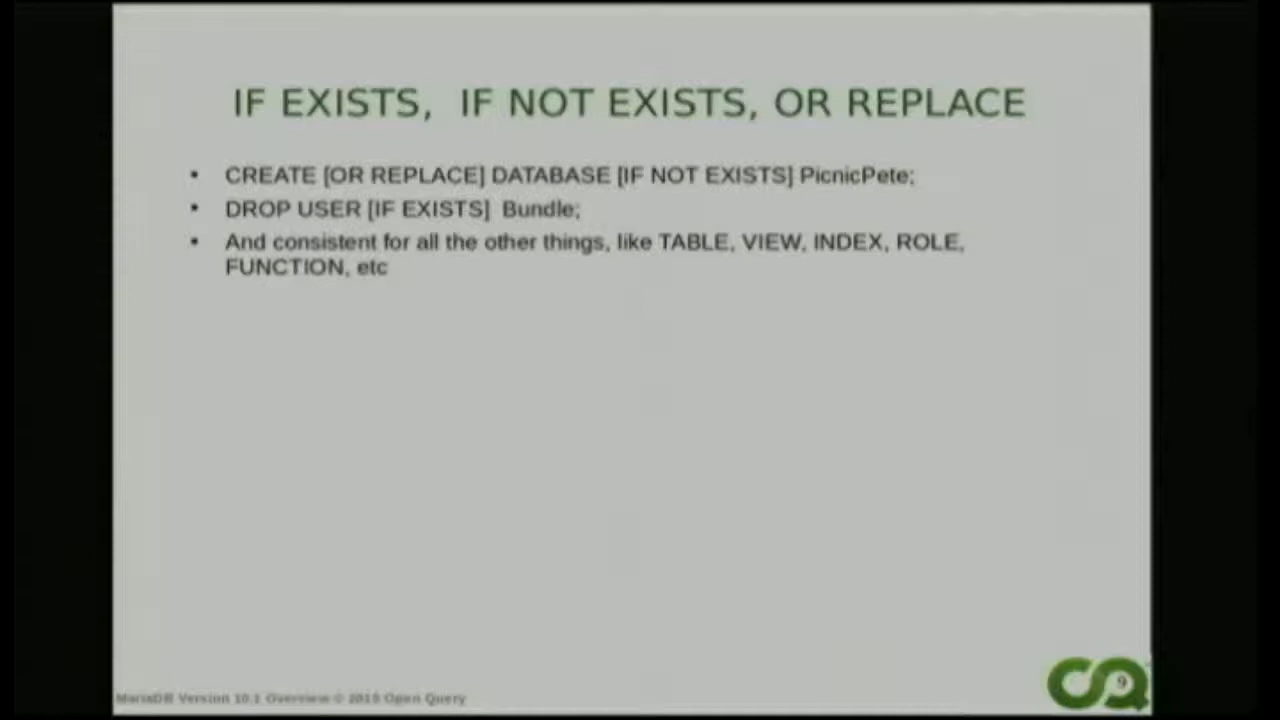 IF EXISTS, IF NOT EXISTS, OR REPLACE
• CREATE [OR REPLACE] DATABASE [IF NOT EXISTS] PicnicPete;
• DROP USER [IF EXISTS] Bundle;
• And consistent for all the other things, like TABLE, VIEW, INDEX, ROLE,
FUNCTION, etc
MariaDB Version 10.1 Overview © 2015 Open Query
9